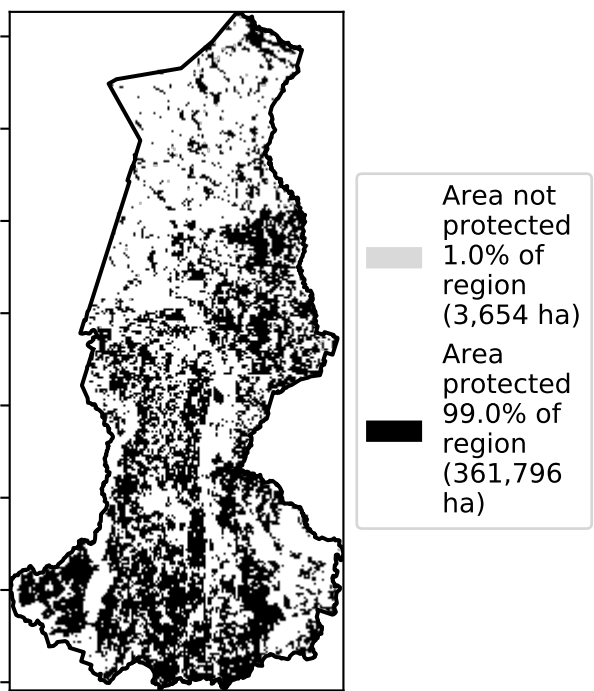 Area not
protected
1.0% of
region
(3,654 ha)
Area
protected
99.0% of
region
(361,796
ha)